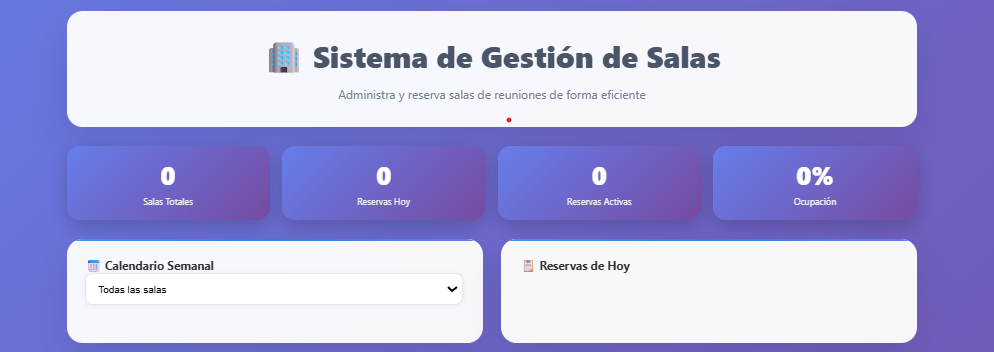 Sistema de Gestión de Salas
Administra y reserva salas de reuniones de forma eficiente
0
Salas Totales
0
Reservas Hoy
0
Reservas Activas
0%
Ocupación
Calendario Semanal
Todas las salas
Reservas de Hoy